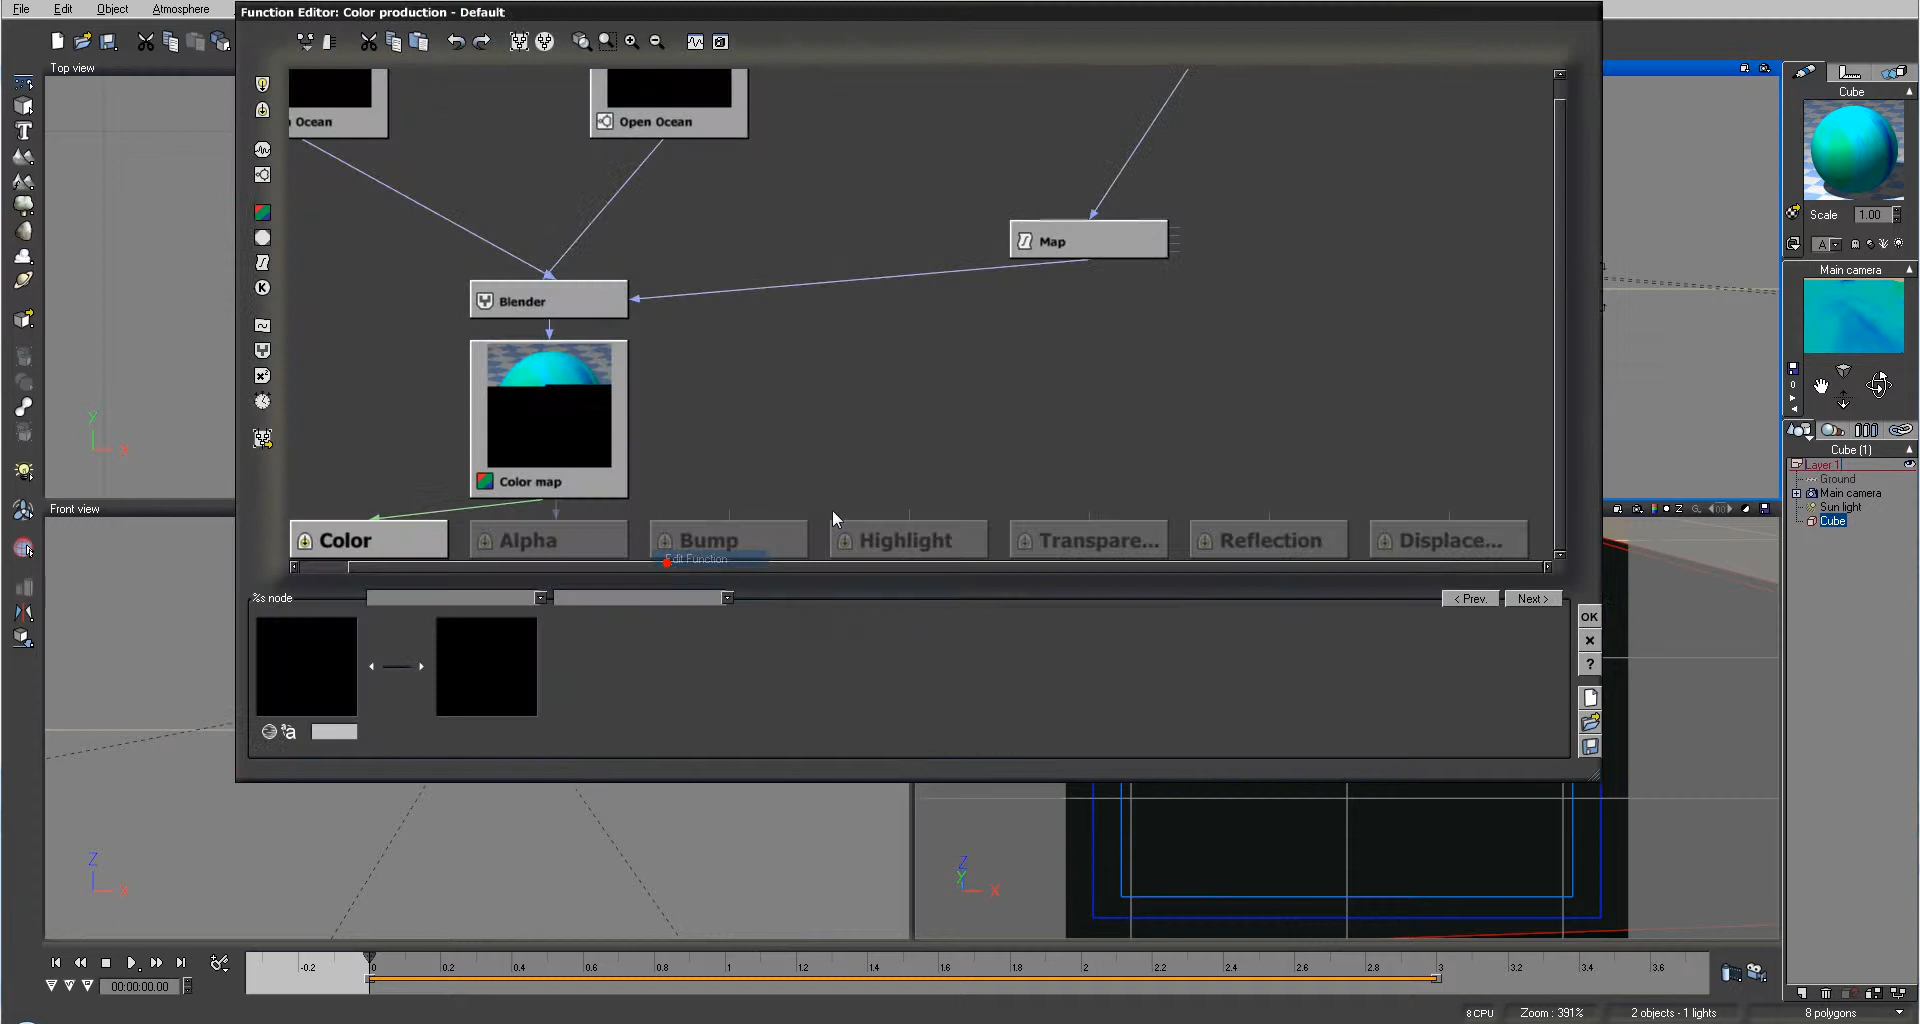 File Edit Object Atmosphere
Function Editor: Color production - Default
Top view
Ocean
Open Ocean
Map
Blender
Color map
Color
Alpha
Bump
Highlight
Transpare...
Reflection
Displace...
Edit Function
%s node
< Prev.
Next >
OK
?
a
Front view
Cube
Scale 1.00
A
Main camera
0
Cube (1)
Layer 1
Ground
Main camera
Sun light
Cube
Y
X
Z
X
Z
Y
X
-0.2 0 0.2 0.4 0.6 0.8 1 1.2 1.4 1.6 1.8 2 2.2 2.4 2.6 2.8 3 3.2 3.4 3.6
00:00:00.00
8 CPU
Zoom : 391%
2 objects - 1 lights
8 polygons